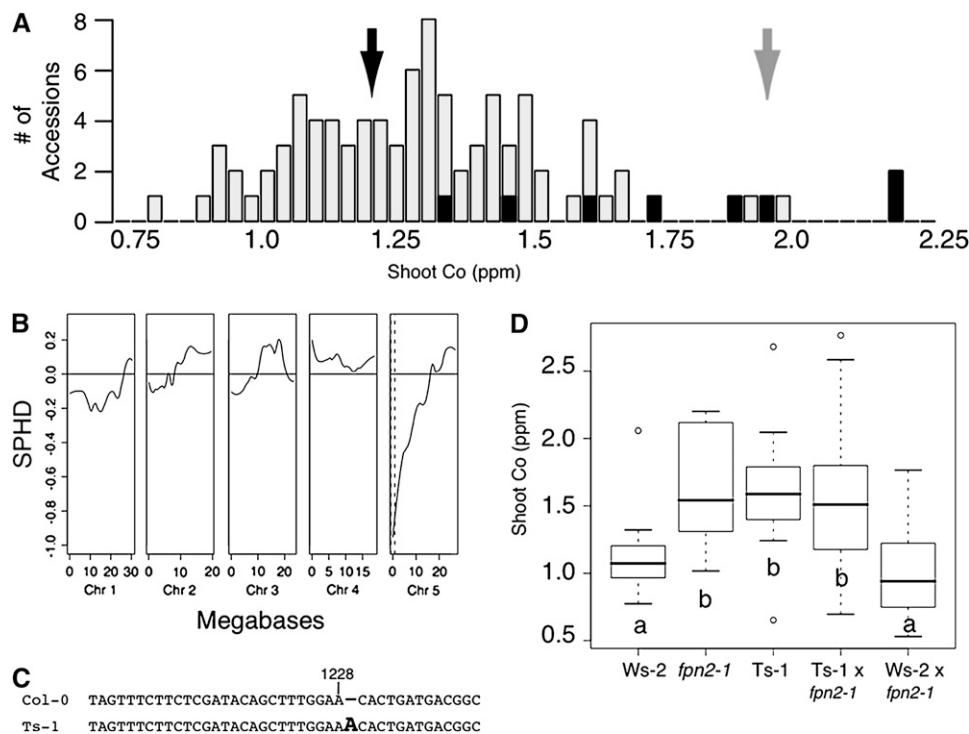 A
# of
Accessions
8
6
4
2
0
0.75 1.0 1.25 1.5 1.75 2.0 2.25
Shoot Co (ppm)
B
SPHD
0.2
0.0
-0.2
-0.4
-0.6
-0.8
-1.0
0 10 20 30
Chr 1
0 10 20
Chr 2
0 10 20
Chr 3
0 5 10 15
Chr 4
0 10 20
Chr 5
Megabases
C
1228
Col-0 TAGTTTCTTCTCGATACAGCTTTGGAA–CACTGATGACGGC
Ts-1 TAGTTTCTTCTCGATACAGCTTTGGAAACACTGATGACGGC
D
Shoot Co (ppm)
2.5
2.0
1.5
1.0
0.5
a
b
b
b
a
Ws-2
fpn2-1
Ts-1
Ts-1 x
fpn2-1
Ws-2 x
fpn2-1